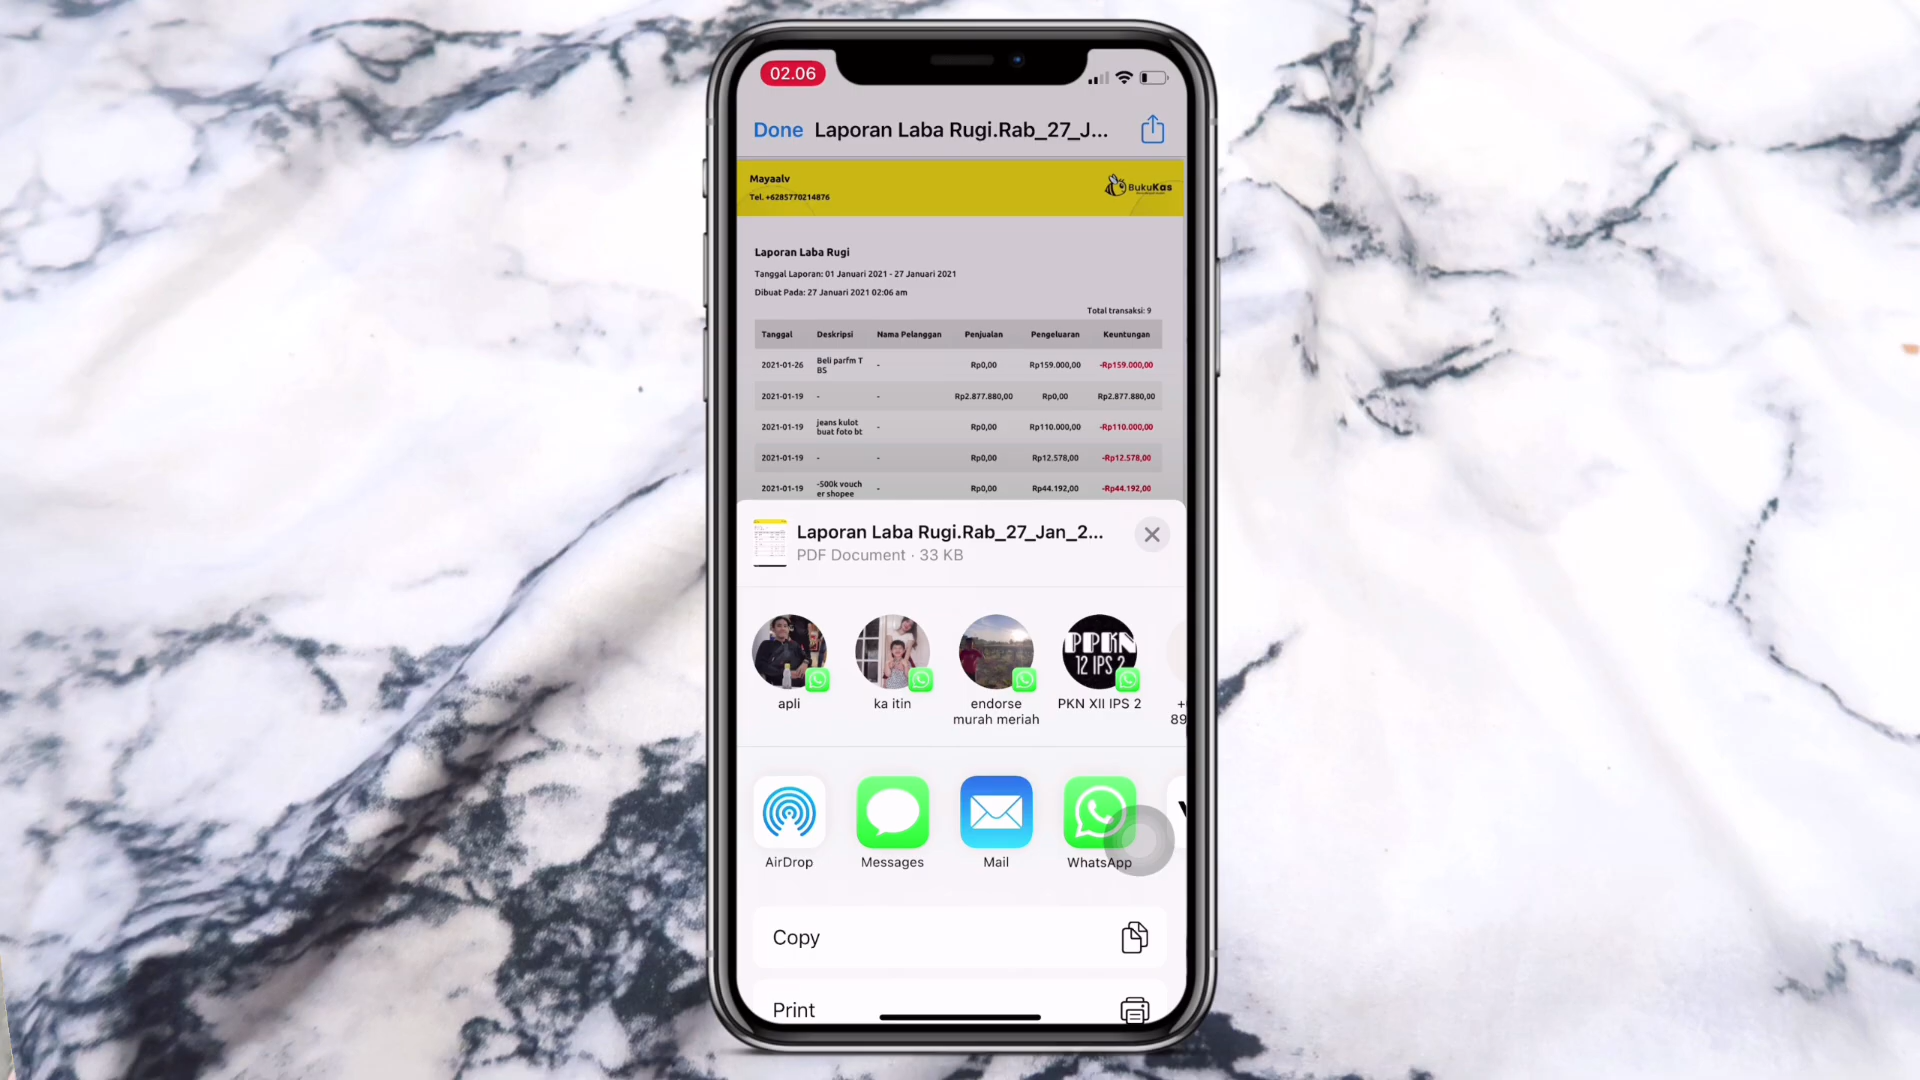 02.06
Done Laporan Laba Rugi.Rab_27_J...
Mayaalv
Tel. +6285770214876
BukuKas
Laporan Laba Rugi
Tanggal Laporan: 01 Januari 2021 - 27 Januari 2021
Dibuat Pada: 27 Januari 2021 02:06 am
Total transaksi: 9
Tanggal Deskripsi Nama Pelanggan Penjualan Pengeluaran Keuntungan
2021-01-26 Beli parfm T - Rp0,00 Rp159.000,00 -Rp159.000,00
BS
2021-01-19 - - Rp2.877.880,00 Rp0,00 Rp2.877.880,00
2021-01-19 jeans kulot - Rp0,00 Rp110.000,00 -Rp110.000,00
buat foto bt
2021-01-19 - - Rp0,00 Rp12.578,00 -Rp12.578,00
2021-01-19 -500k vouch - Rp0,00 Rp44.192,00 -Rp44.192,00
er shopee
Laporan Laba Rugi.Rab_27_Jan_2...
PDF Document · 33 KB
PPKN
12 IPS 2
apli ka itin endorse PKN XII IPS 2
murah meriah 89
AirDrop Messages Mail WhatsApp
Copy
Print